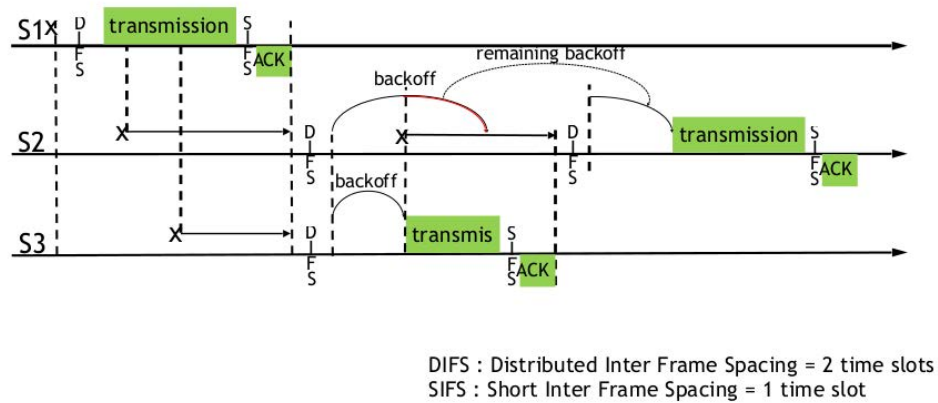 S1 x D I F S transmission S I F S ACK
remaining backoff
backoff
S2 x D I F S x D I F S transmission S I F S ACK
backoff
S3 x D I F S transmis S I F S ACK
DIFS : Distributed Inter Frame Spacing = 2 time slots
SIFS : Short Inter Frame Spacing = 1 time slot